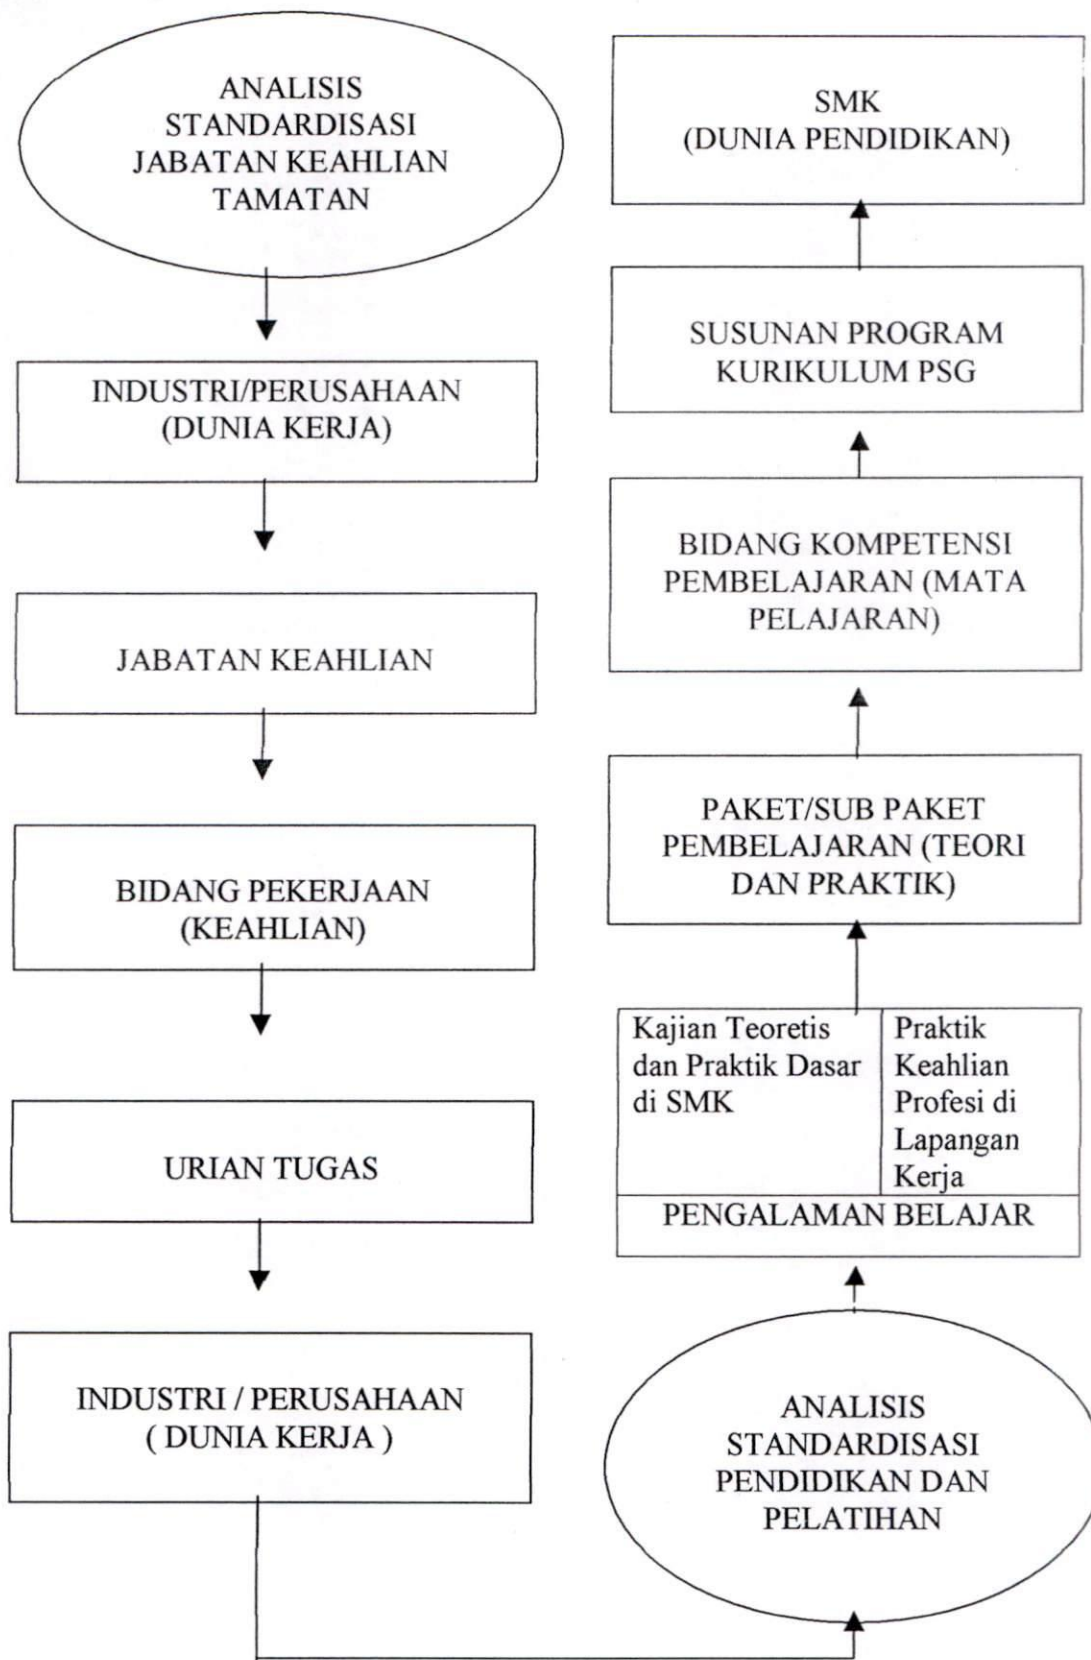 ANALISIS
STANDARDISASI
JABATAN KEAHLIAN
TAMATAN
INDUSTRI/PERUSAHAAN
(DUNIA KERJA)
JABATAN KEAHLIAN
BIDANG PEKERJAAN
(KEAHLIAN)
URIAN TUGAS
INDUSTRI / PERUSAHAAN
( DUNIA KERJA )
ANALISIS
STANDARDISASI
PENDIDIKAN DAN
PELATIHAN
Kajian Teoretis
dan Praktik Dasar
di SMK
Praktik
Keahlian
Profesi di
Lapangan
Kerja
PENGALAMAN BELAJAR
PAKET/SUB PAKET
PEMBELAJARAN (TEORI
DAN PRAKTIK)
BIDANG KOMPETENSI
PEMBELAJARAN (MATA
PELAJARAN)
SUSUNAN PROGRAM
KURIKULUM PSG
SMK
(DUNIA PENDIDIKAN)